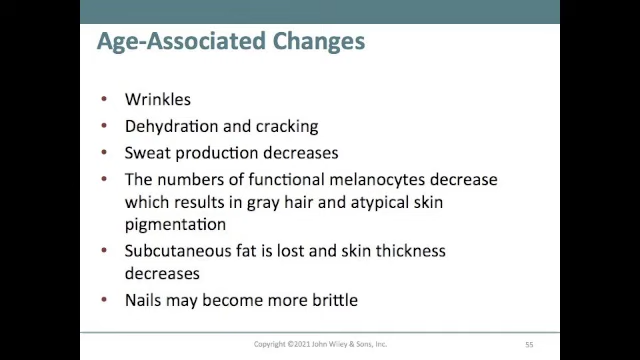 Age-Associated Changes
• Wrinkles
• Dehydration and cracking
• Sweat production decreases
• The numbers of functional melanocytes decrease
which results in gray hair and atypical skin
pigmentation
• Subcutaneous fat is lost and skin thickness
decreases
• Nails may become more brittle
Copyright ©2021 John Wiley & Sons, Inc.
55